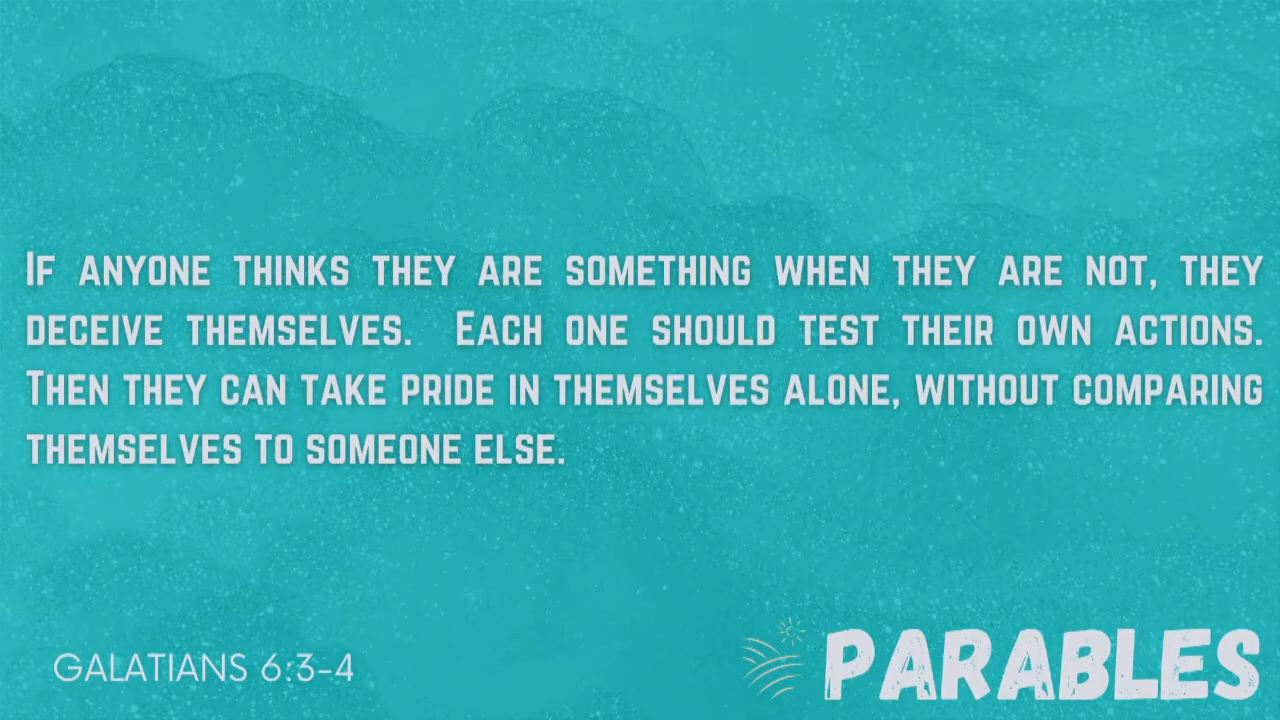 If anyone thinks they are something when they are not, they
deceive themselves. Each one should test their own actions.
Then they can take pride in themselves alone, without comparing
themselves to someone else.
GALATIANS 6:3-4
PARABLES